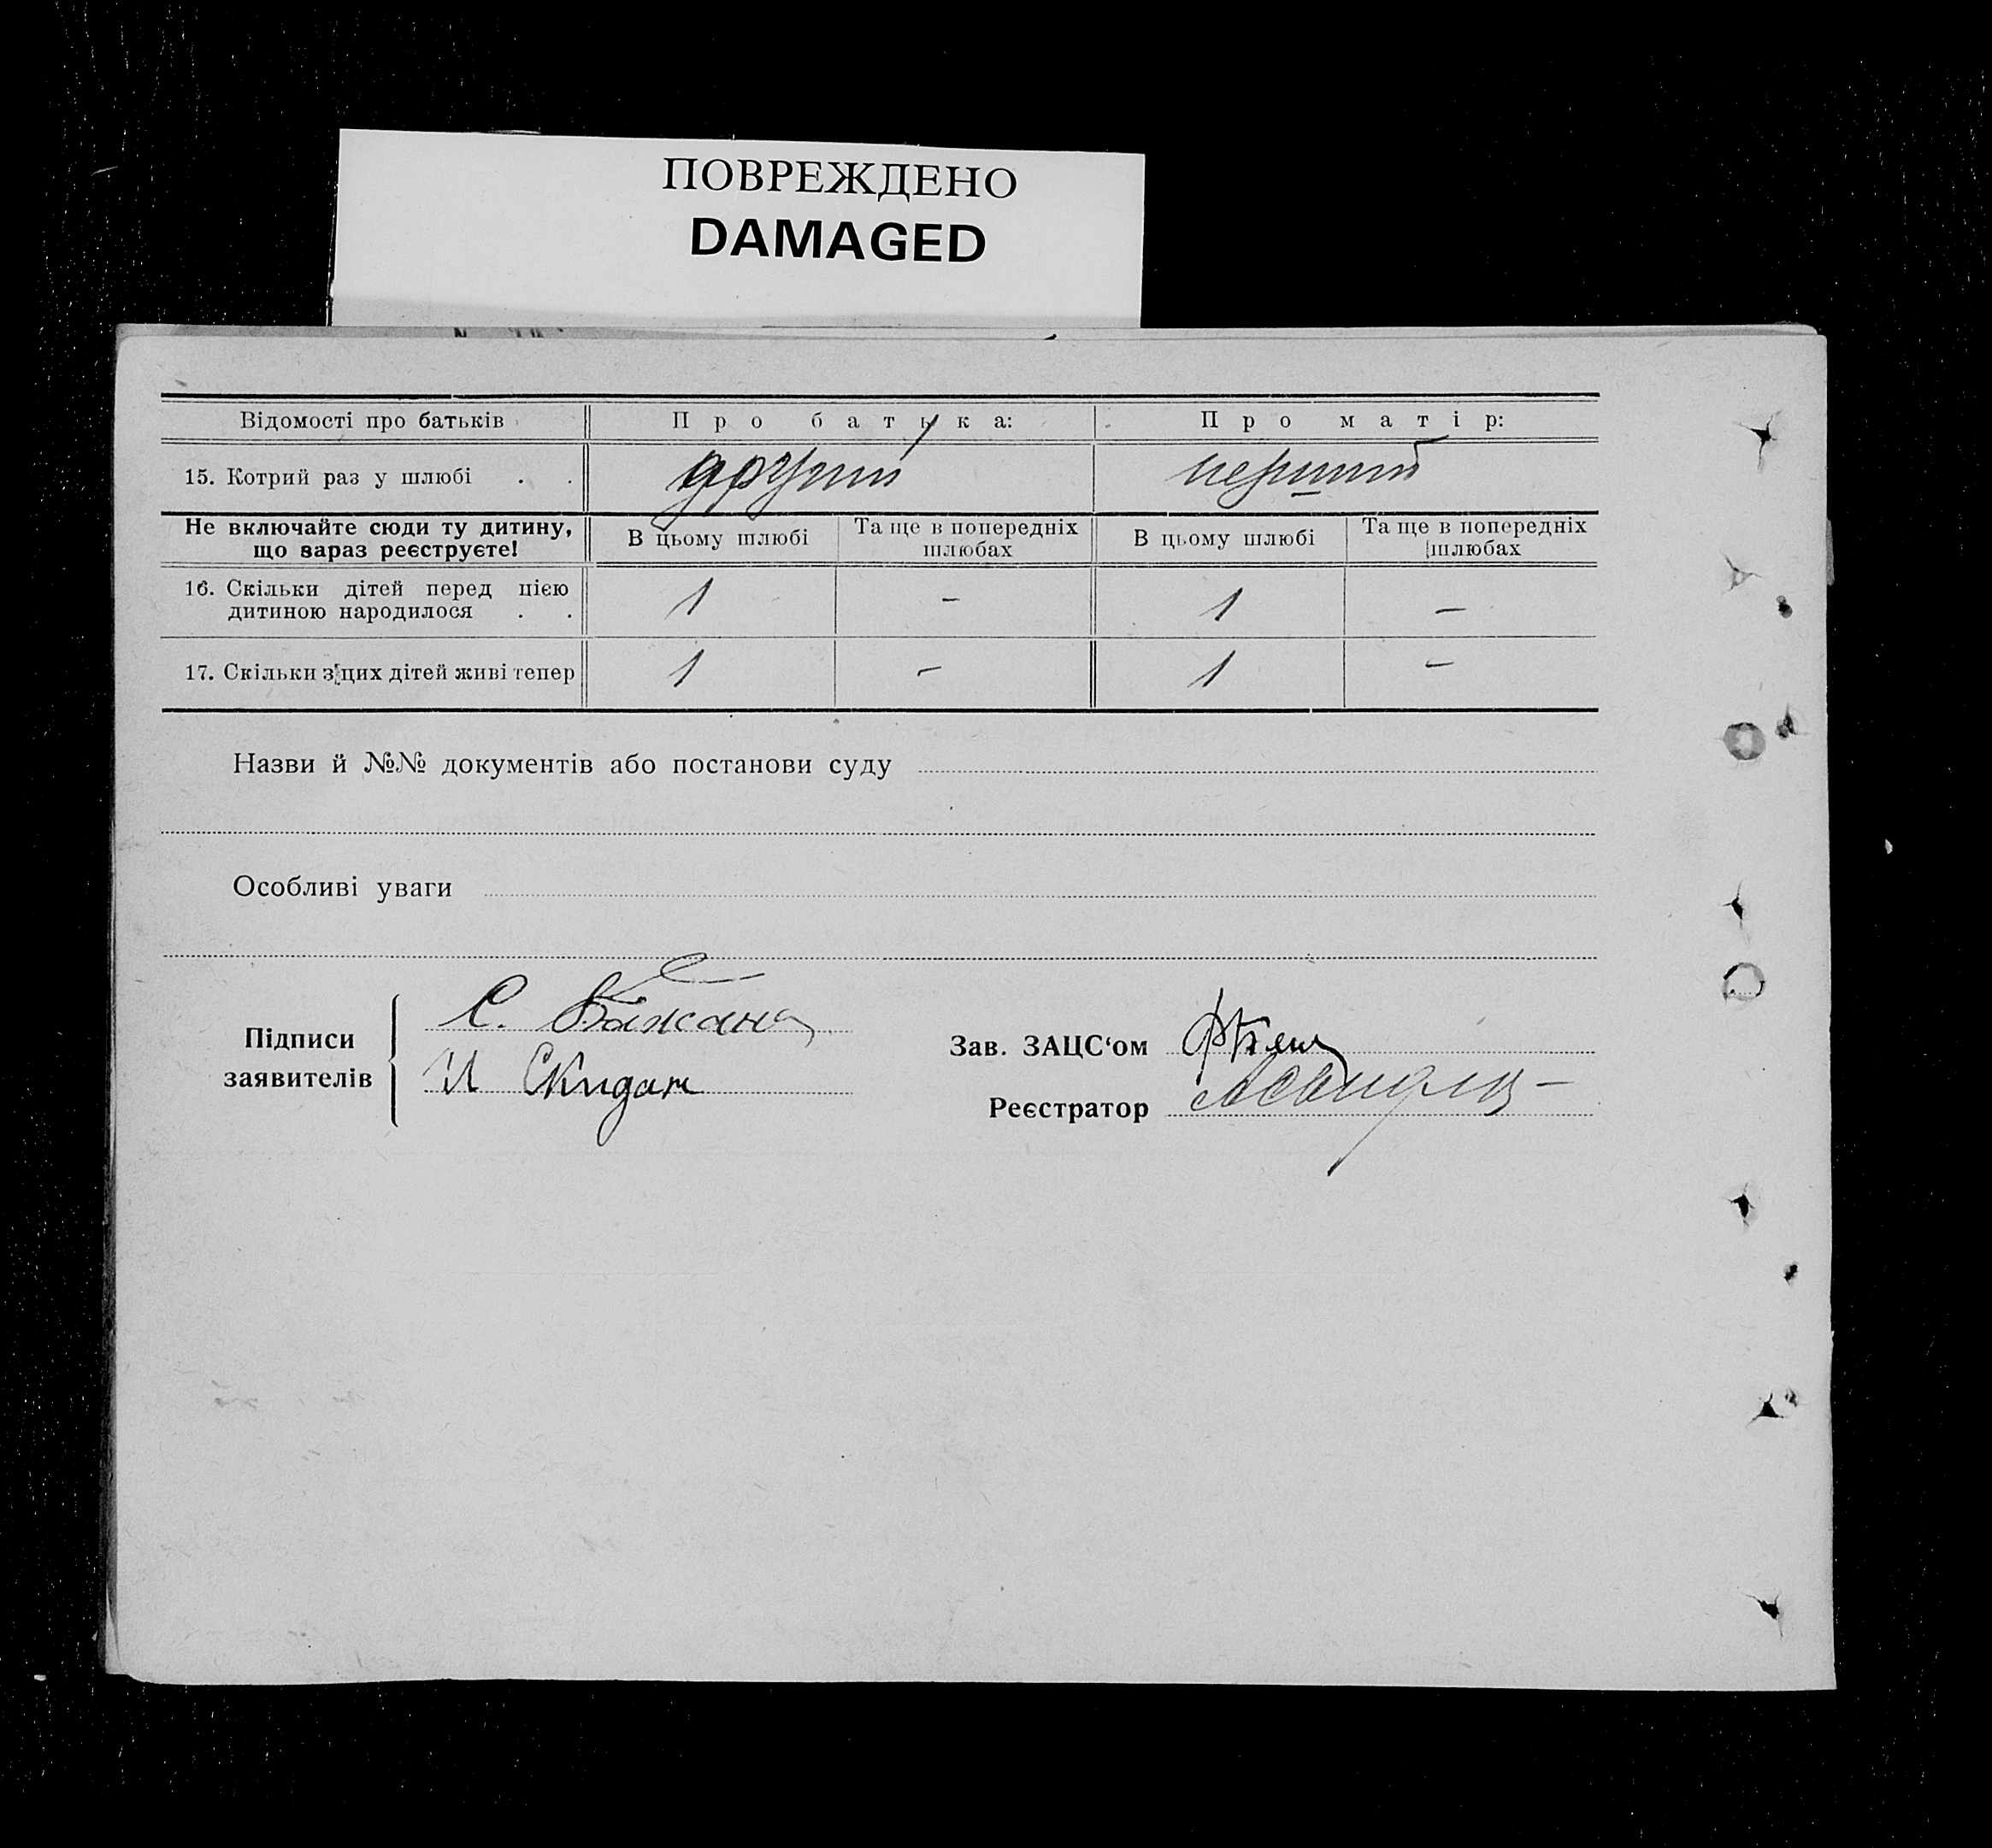 ПОВРЕЖДЕНО
DAMAGED
Відомості про батьків Про батька: Про матір:
15. Котрий раз у шлюбі . . другий перший
Не включайте сюди ту дитину, що зараз реєструєте! В цьому шлюбі Та ще в попередніх шлюбах В цьому шлюбі Та ще в попередніх шлюбах
16. Скільки дітей перед цією дитиною народилося . . 1 – 1 –
17. Скільки з цих дітей живі тепер 1 – 1 –
Назви й №№ документів або постанови суду
Особливі уваги
Підписи заявителів
С. Бажана
Скидан
Зав. ЗАЦС‘ом
Реєстратор